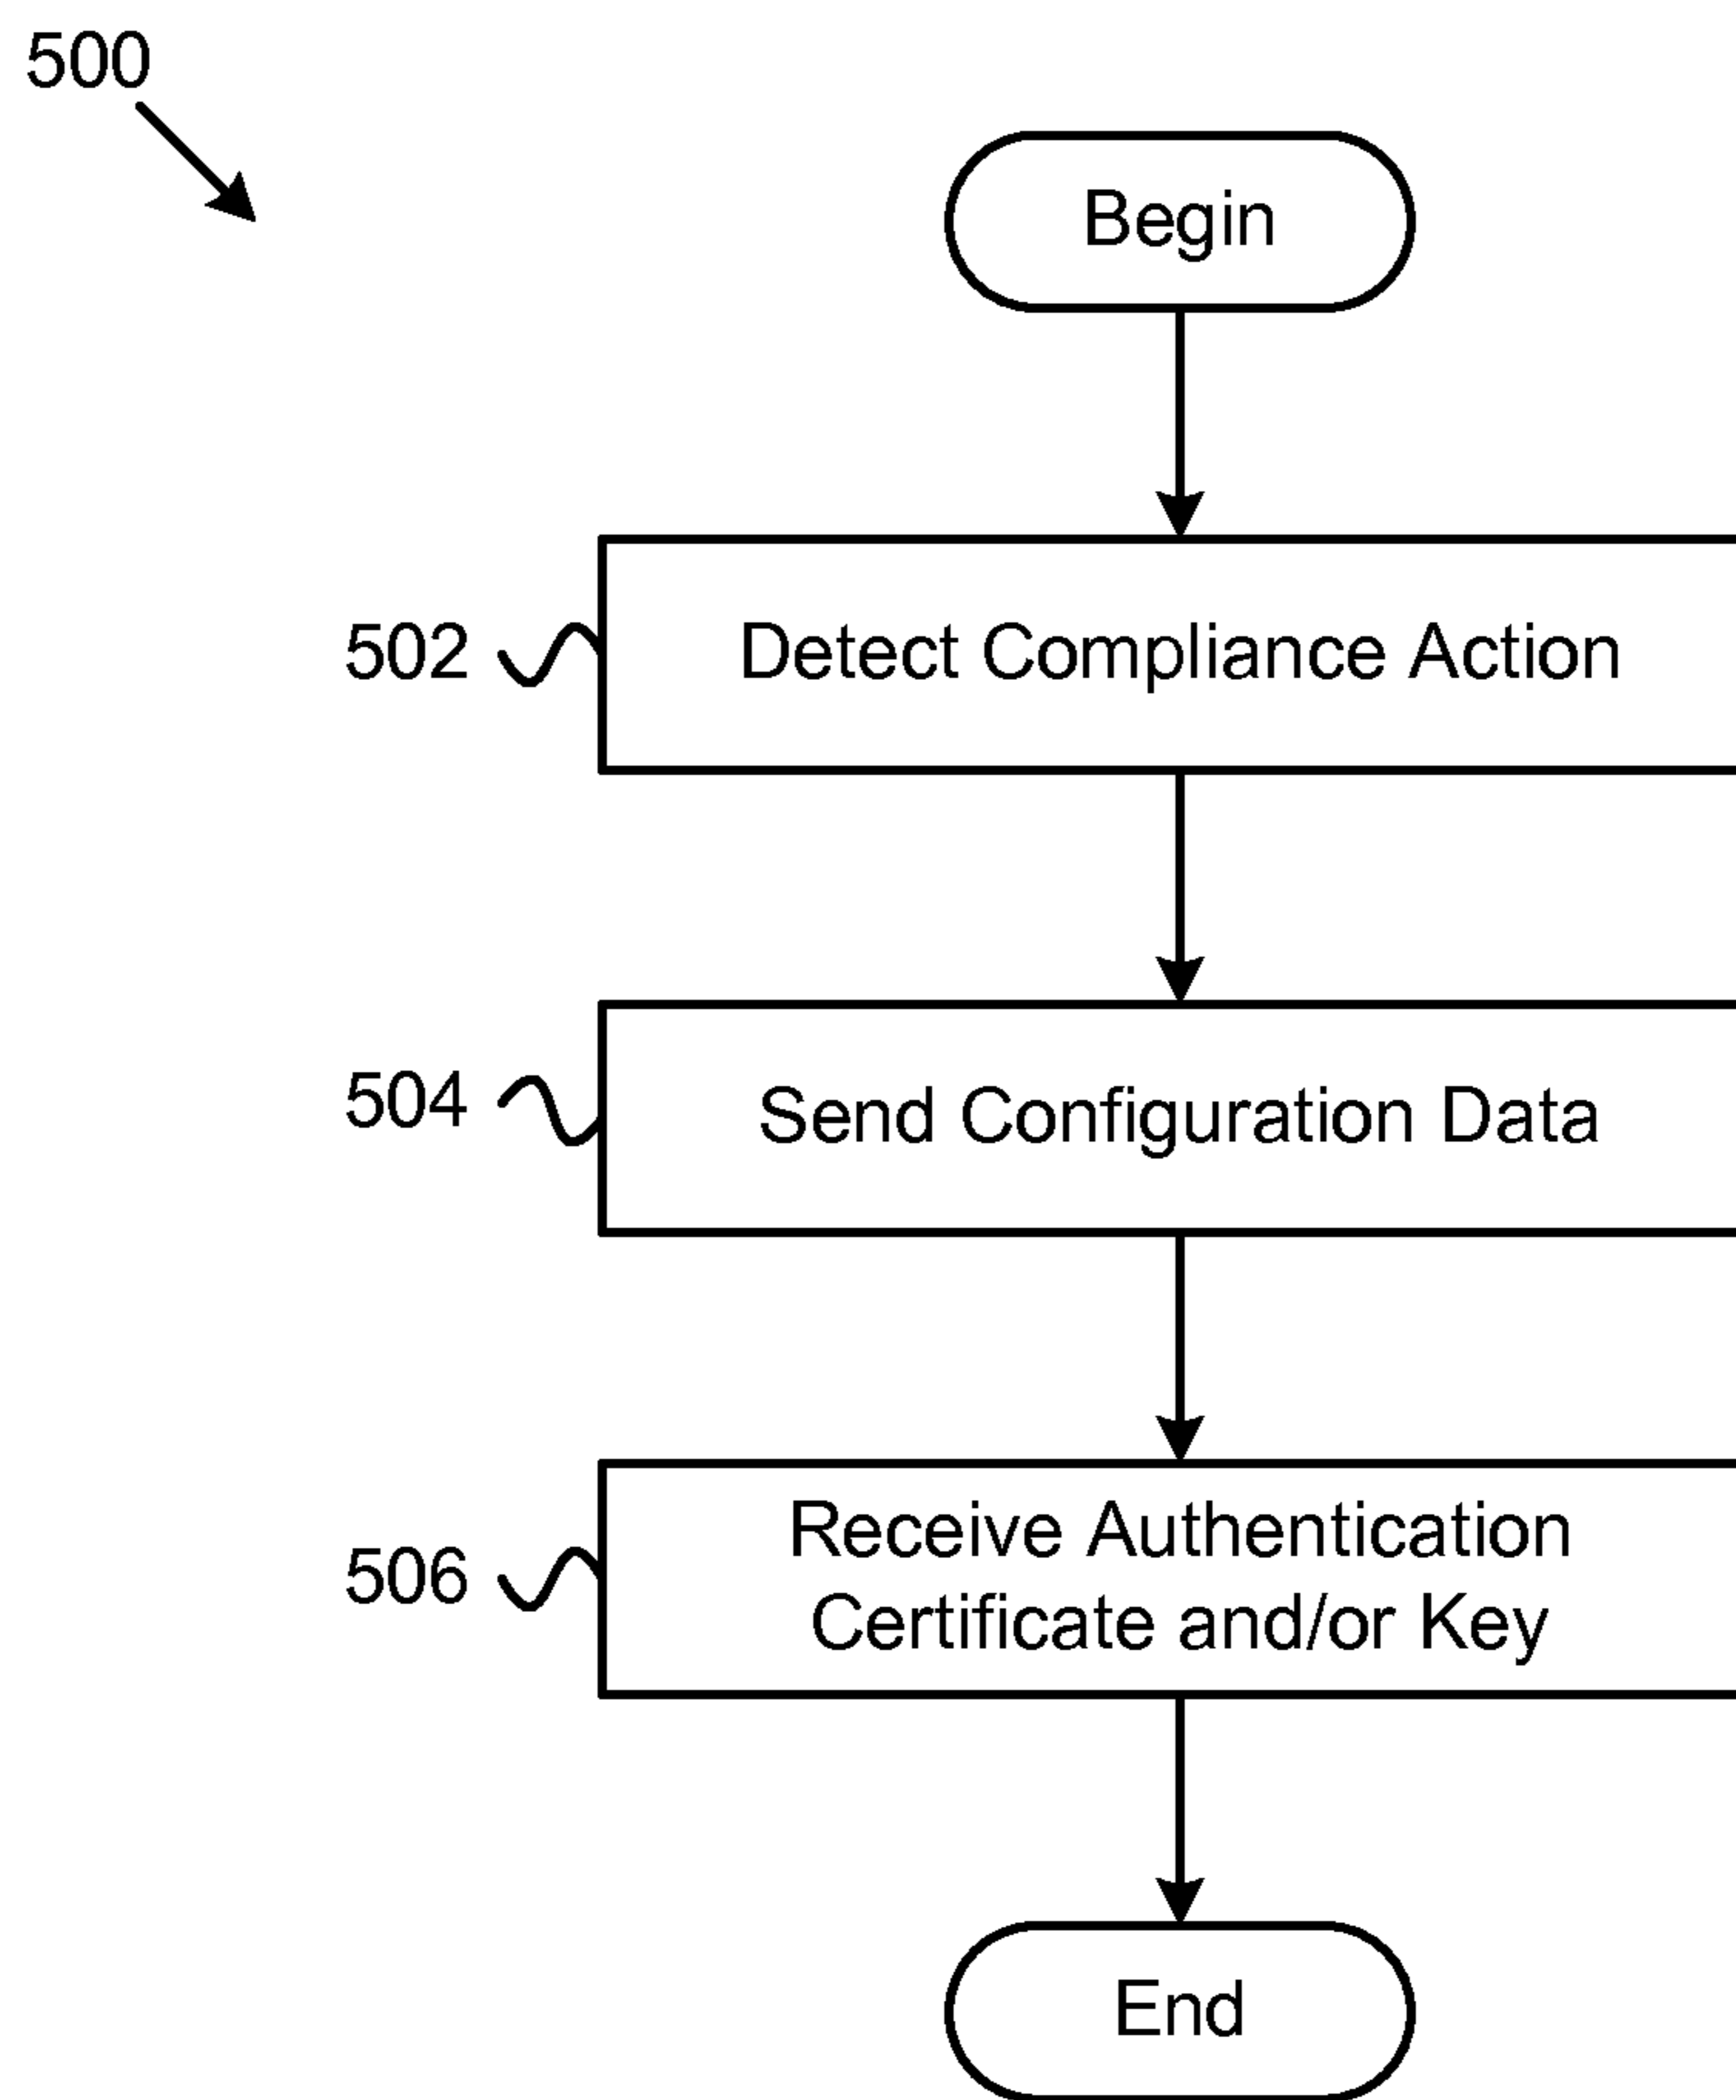 500
Begin
502
Detect Compliance Action
504
Send Configuration Data
506
Receive Authentication
Certificate and/or Key
End